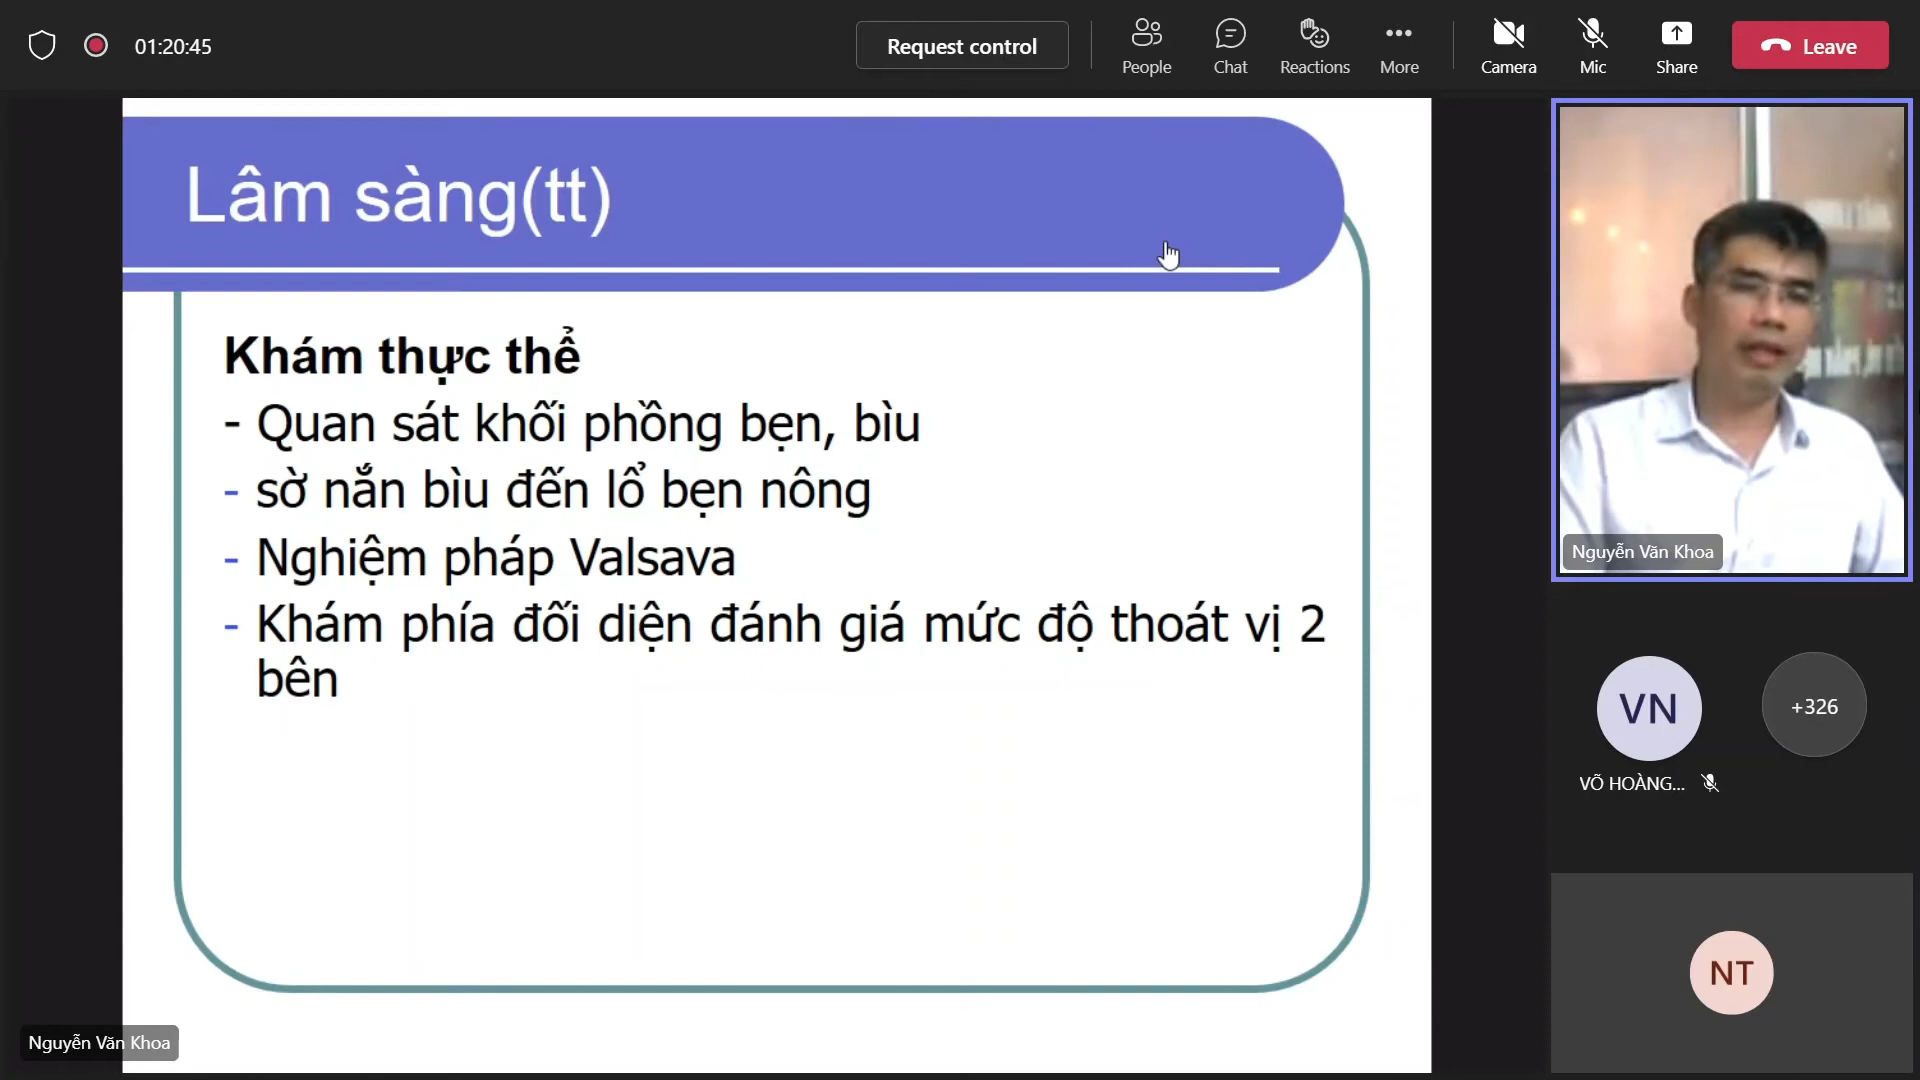 01:20:45
Request control
People
Chat
Reactions
More
Camera
Mic
Share
Leave
Lâm sàng(tt)
Khám thực thể
- Quan sát khối phồng bẹn, bìu
- sờ nắn bìu đến lổ bẹn nông
- Nghiệm pháp Valsava
- Khám phía đối diện đánh giá mức độ thoát vị 2
bên
Nguyễn Văn Khoa
VN
+326
VÕ HOÀNG...
NT
Nguyễn Văn Khoa